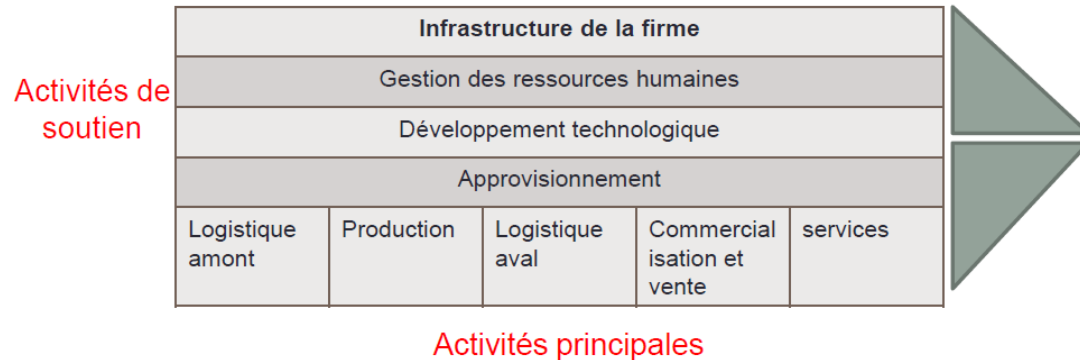 Infrastructure de la firme
Activités de
soutien
Gestion des ressources humaines
Développement technologique
Approvisionnement
Logistique
amont
Production
Logistique
aval
Commercial
isation et
vente
services
Activités principales